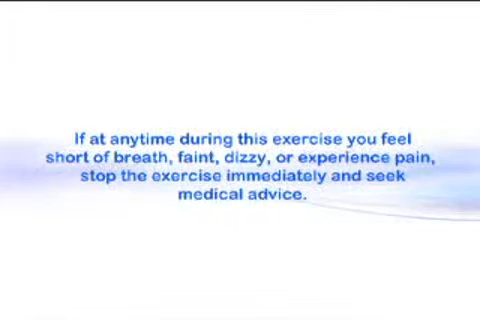 If at anytime during this exercise you feel
short of breath, faint, dizzy, or experience pain,
stop the exercise immediately and seek
medical advice.